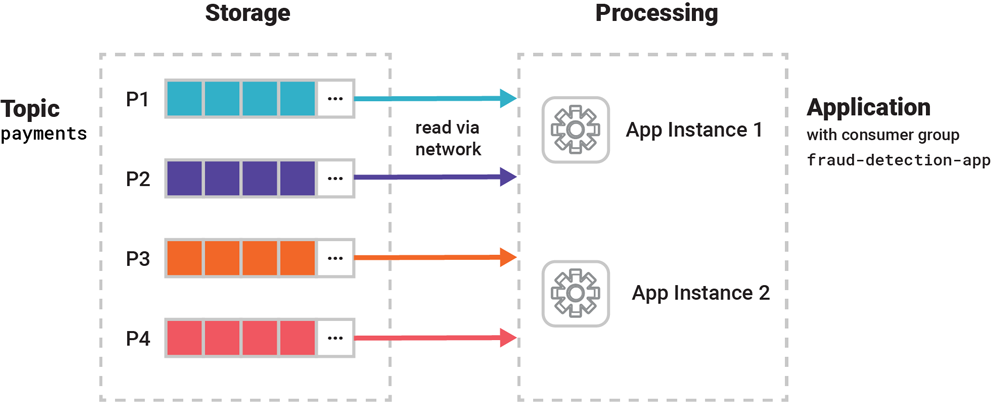 Storage
Processing
Topic
payments
P1
...
P2
...
P3
...
P4
...
read via
network
App Instance 1
App Instance 2
Application
with consumer group
fraud-detection-app